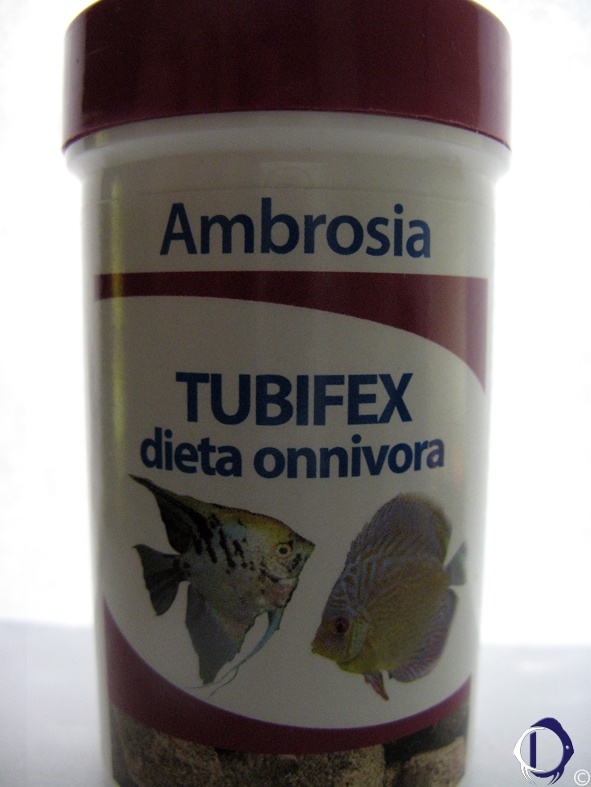 Ambrosia
TUBIFEX
dieta onnivora
D
©